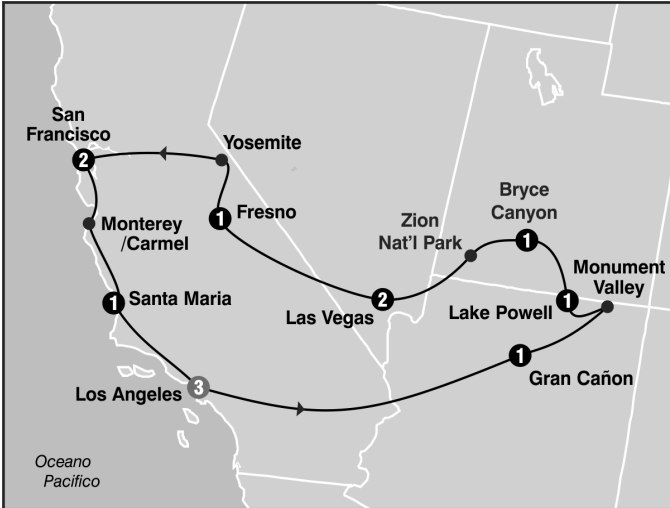 San
Francisco
2
Yosemite
1
Fresno
Monterey
/Carmel
Zion
Nat'l Park
Bryce
Canyon
1
Monument
Valley
1
Santa Maria
2
Las Vegas
Lake Powell
1
1
Gran Cañon
Los Angeles
3
Oceano
Pacifico